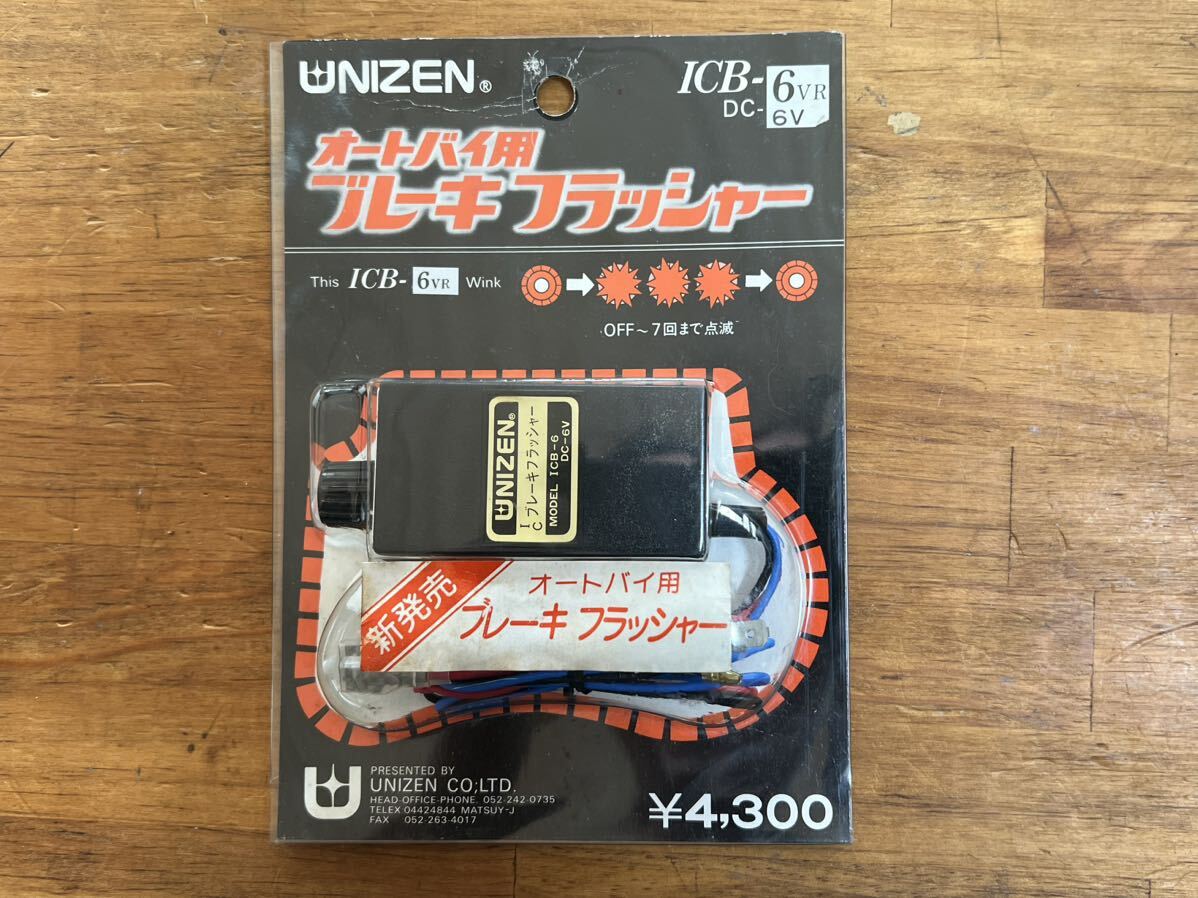 UNIZEN®
ICB-6VR
DC-6V
オートバイ用
ブレーキ フラッシャー
This ICB-6VR Wink
OFF～7回まで点滅
UNIZEN®
ICブレーキフラッシャー
MODEL ICB-6
DC-6V
新発売
オートバイ用
ブレーキ フラッシャー
PRESENTED BY
UNIZEN CO;LTD.
HEAD-OFFICE-PHONE. 052-242-0735
TELEX 04424844 MATSUY-J
FAX 052-263-4017
¥4,300